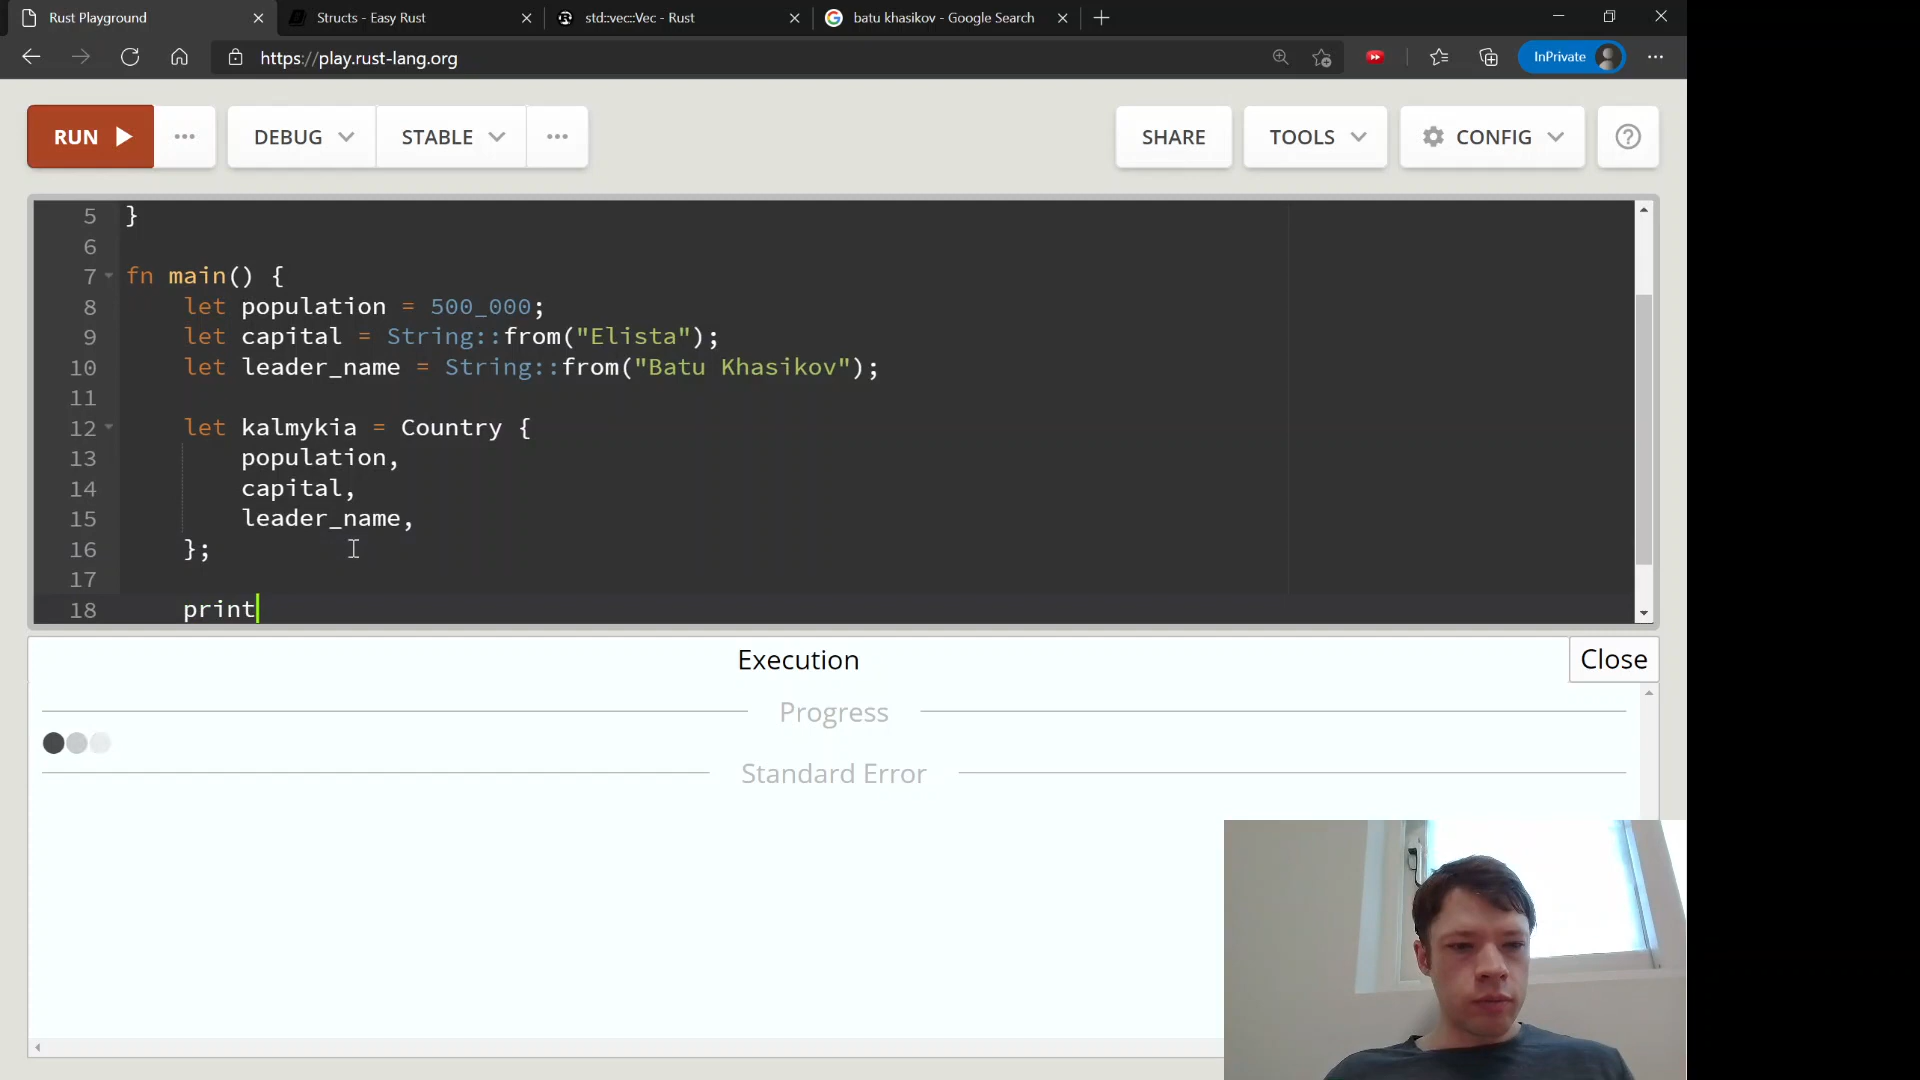 Rust Playground
Structs - Easy Rust
std::vec::Vec - Rust
batu khasikov - Google Search
https://play.rust-lang.org
InPrivate
RUN
DEBUG
STABLE
SHARE
TOOLS
CONFIG
5 }
6
7 fn main() {
8 let population = 500_000;
9 let capital = String::from("Elista");
10 let leader_name = String::from("Batu Khasikov");
11
12 let kalmykia = Country {
13 population,
14 capital,
15 leader_name,
16 };
17
18 print
Execution
Close
Progress
Standard Error